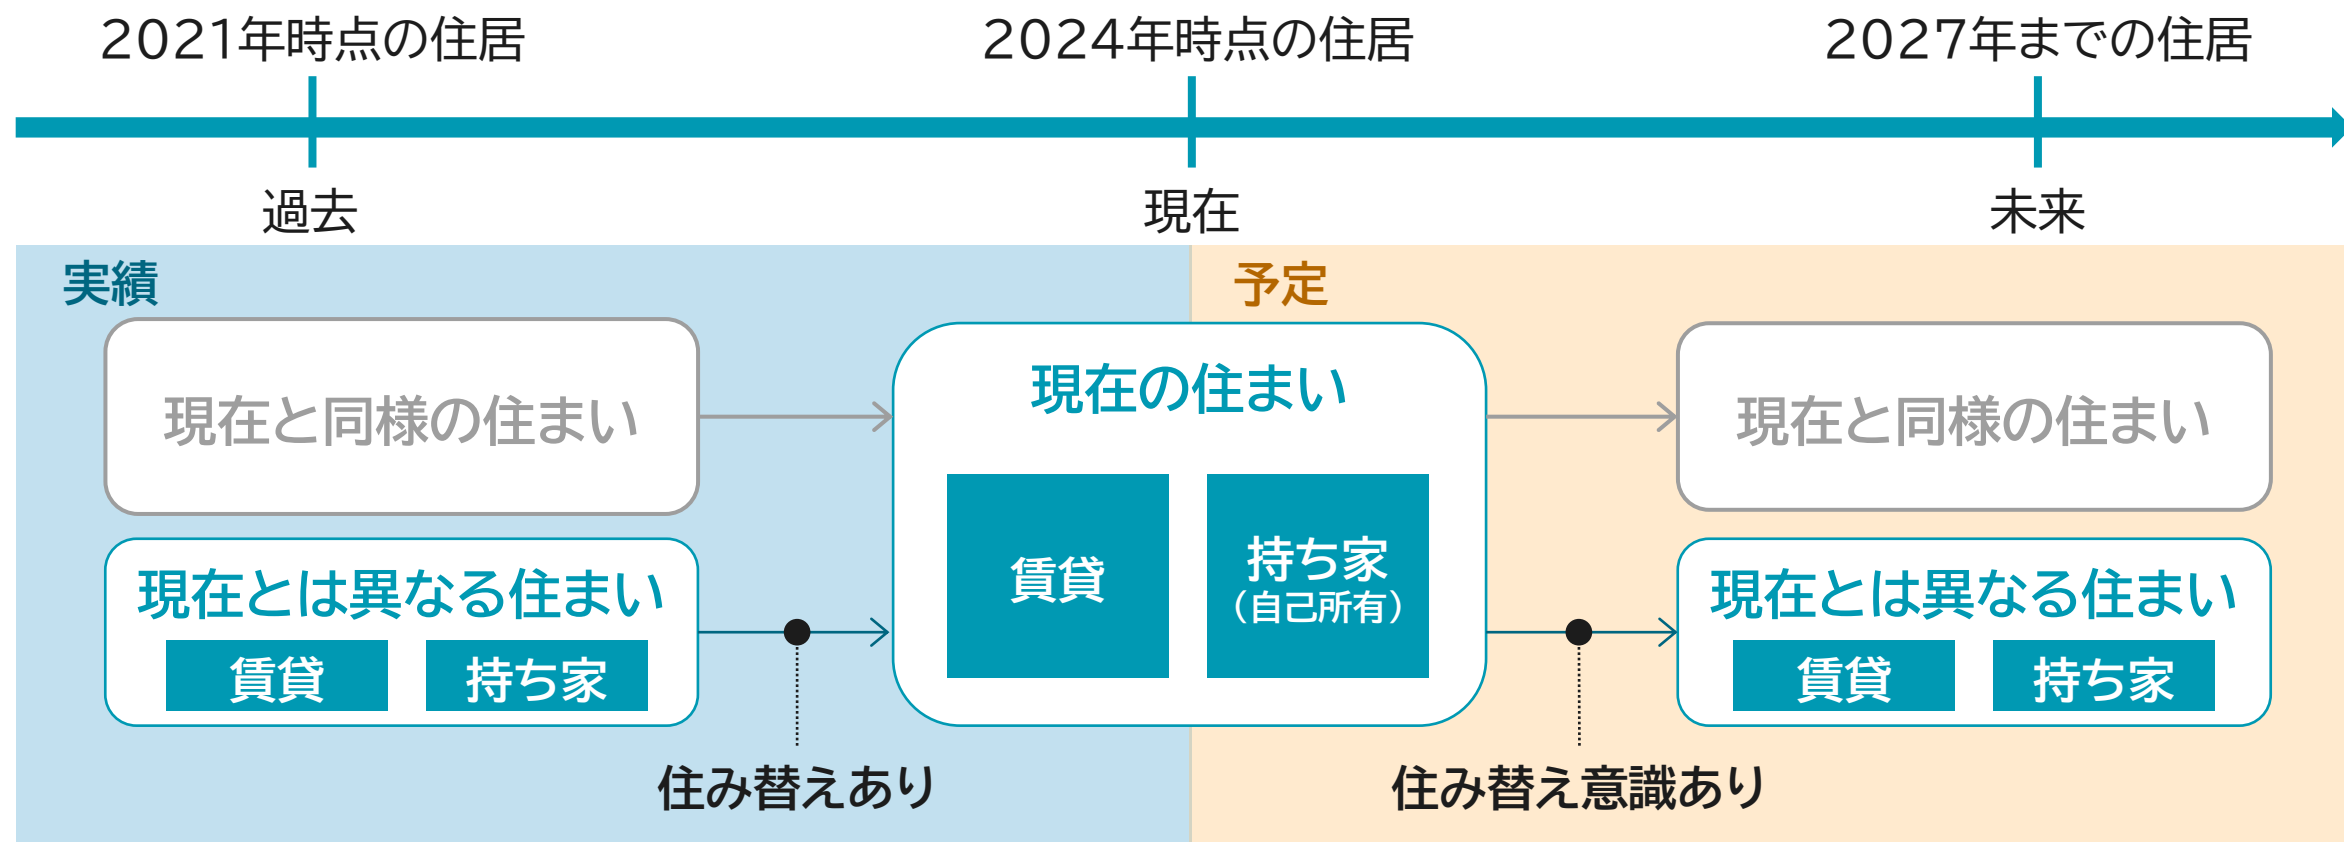 2021年時点の住居
2024年時点の住居
2027年までの住居
過去
現在
未来
実績
予定
現在と同様の住まい
現在とは異なる住まい
賃貸
持ち家
現在の住まい
賃貸
持ち家
（自己所有）
現在と同様の住まい
現在とは異なる住まい
賃貸
持ち家
住み替えあり
住み替え意識あり